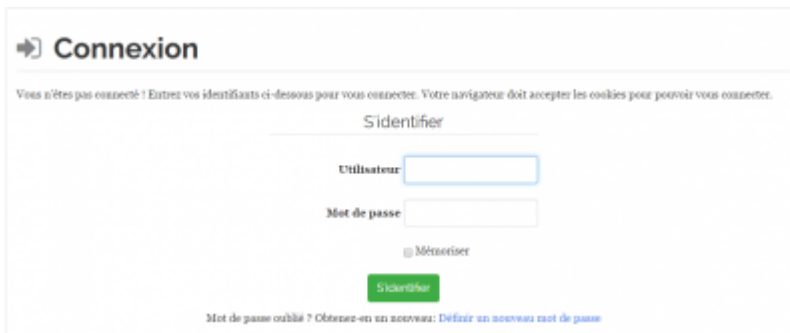 Connexion
Vous n'êtes pas connecté ! Entrez vos identifiants ci-dessous pour vous connecter. Votre navigateur doit accepter les cookies pour pouvoir vous connecter.
S'identifier
Utilisateur
Mot de passe
Mémoriser
S'identifier
Mot de passe oublié ? Obtenez-en un nouveau: Définir un nouveau mot de passe